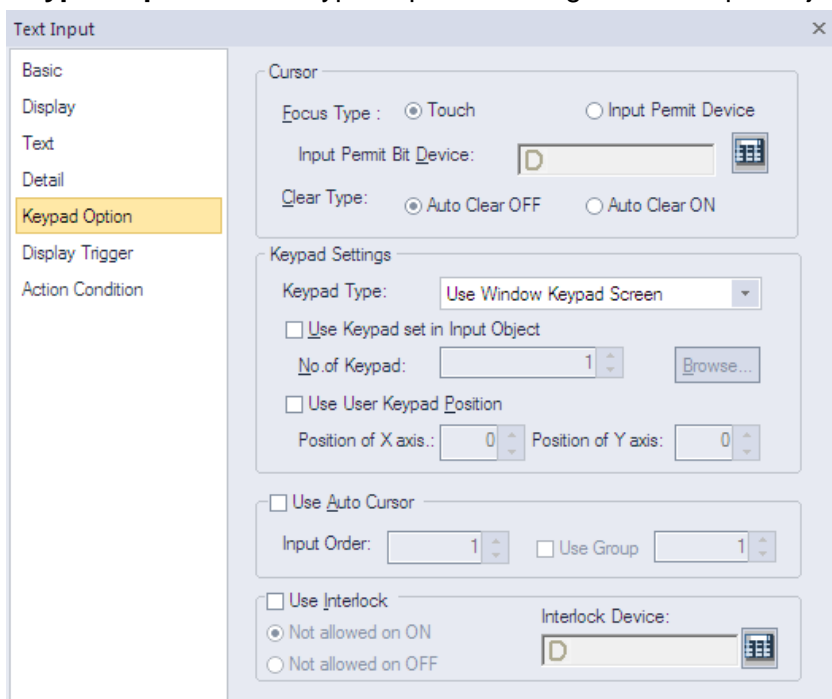 Text Input
Basic
Display
Text
Detail
Keypad Option
Display Trigger
Action Condition
Cursor
Focus Type : Touch Input Permit Device
Input Permit Bit Device: D
Clear Type: Auto Clear OFF Auto Clear ON
Keypad Settings
Keypad Type: Use Window Keypad Screen
Use Keypad set in Input Object
No.of Keypad: 1 Browse...
Use User Keypad Position
Position of X axis.: 0 Position of Y axis: 0
Use Auto Cursor
Input Order: 1 Use Group 1
Use Interlock
Not allowed on ON
Not allowed on OFF
Interlock Device:
D